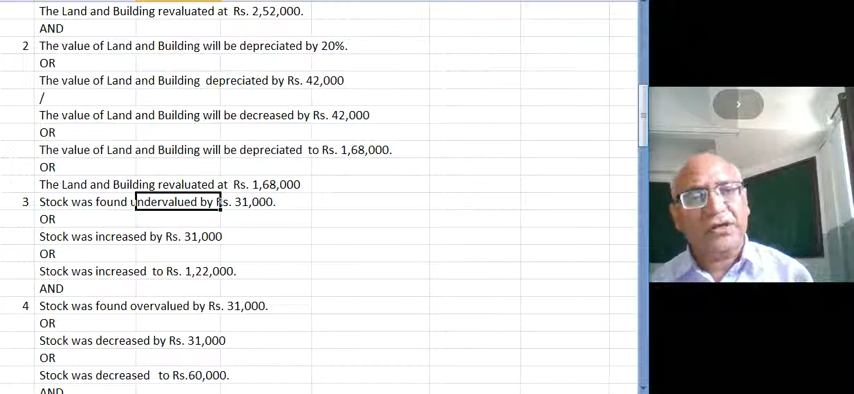 The Land and Building revaluated at Rs. 2,52,000.
AND
2 The value of Land and Building will be depreciated by 20%.
OR
The value of Land and Building depreciated by Rs. 42,000
/
The value of Land and Building will be decreased by Rs. 42,000
OR
The value of Land and Building will be depreciated to Rs. 1,68,000.
OR
The Land and Building revaluated at Rs. 1,68,000
3 Stock was found undervalued by Rs. 31,000.
OR
Stock was increased by Rs. 31,000
OR
Stock was increased to Rs. 1,22,000.
AND
4 Stock was found overvalued by Rs. 31,000.
OR
Stock was decreased by Rs. 31,000
OR
Stock was decreased to Rs.60,000.
AND